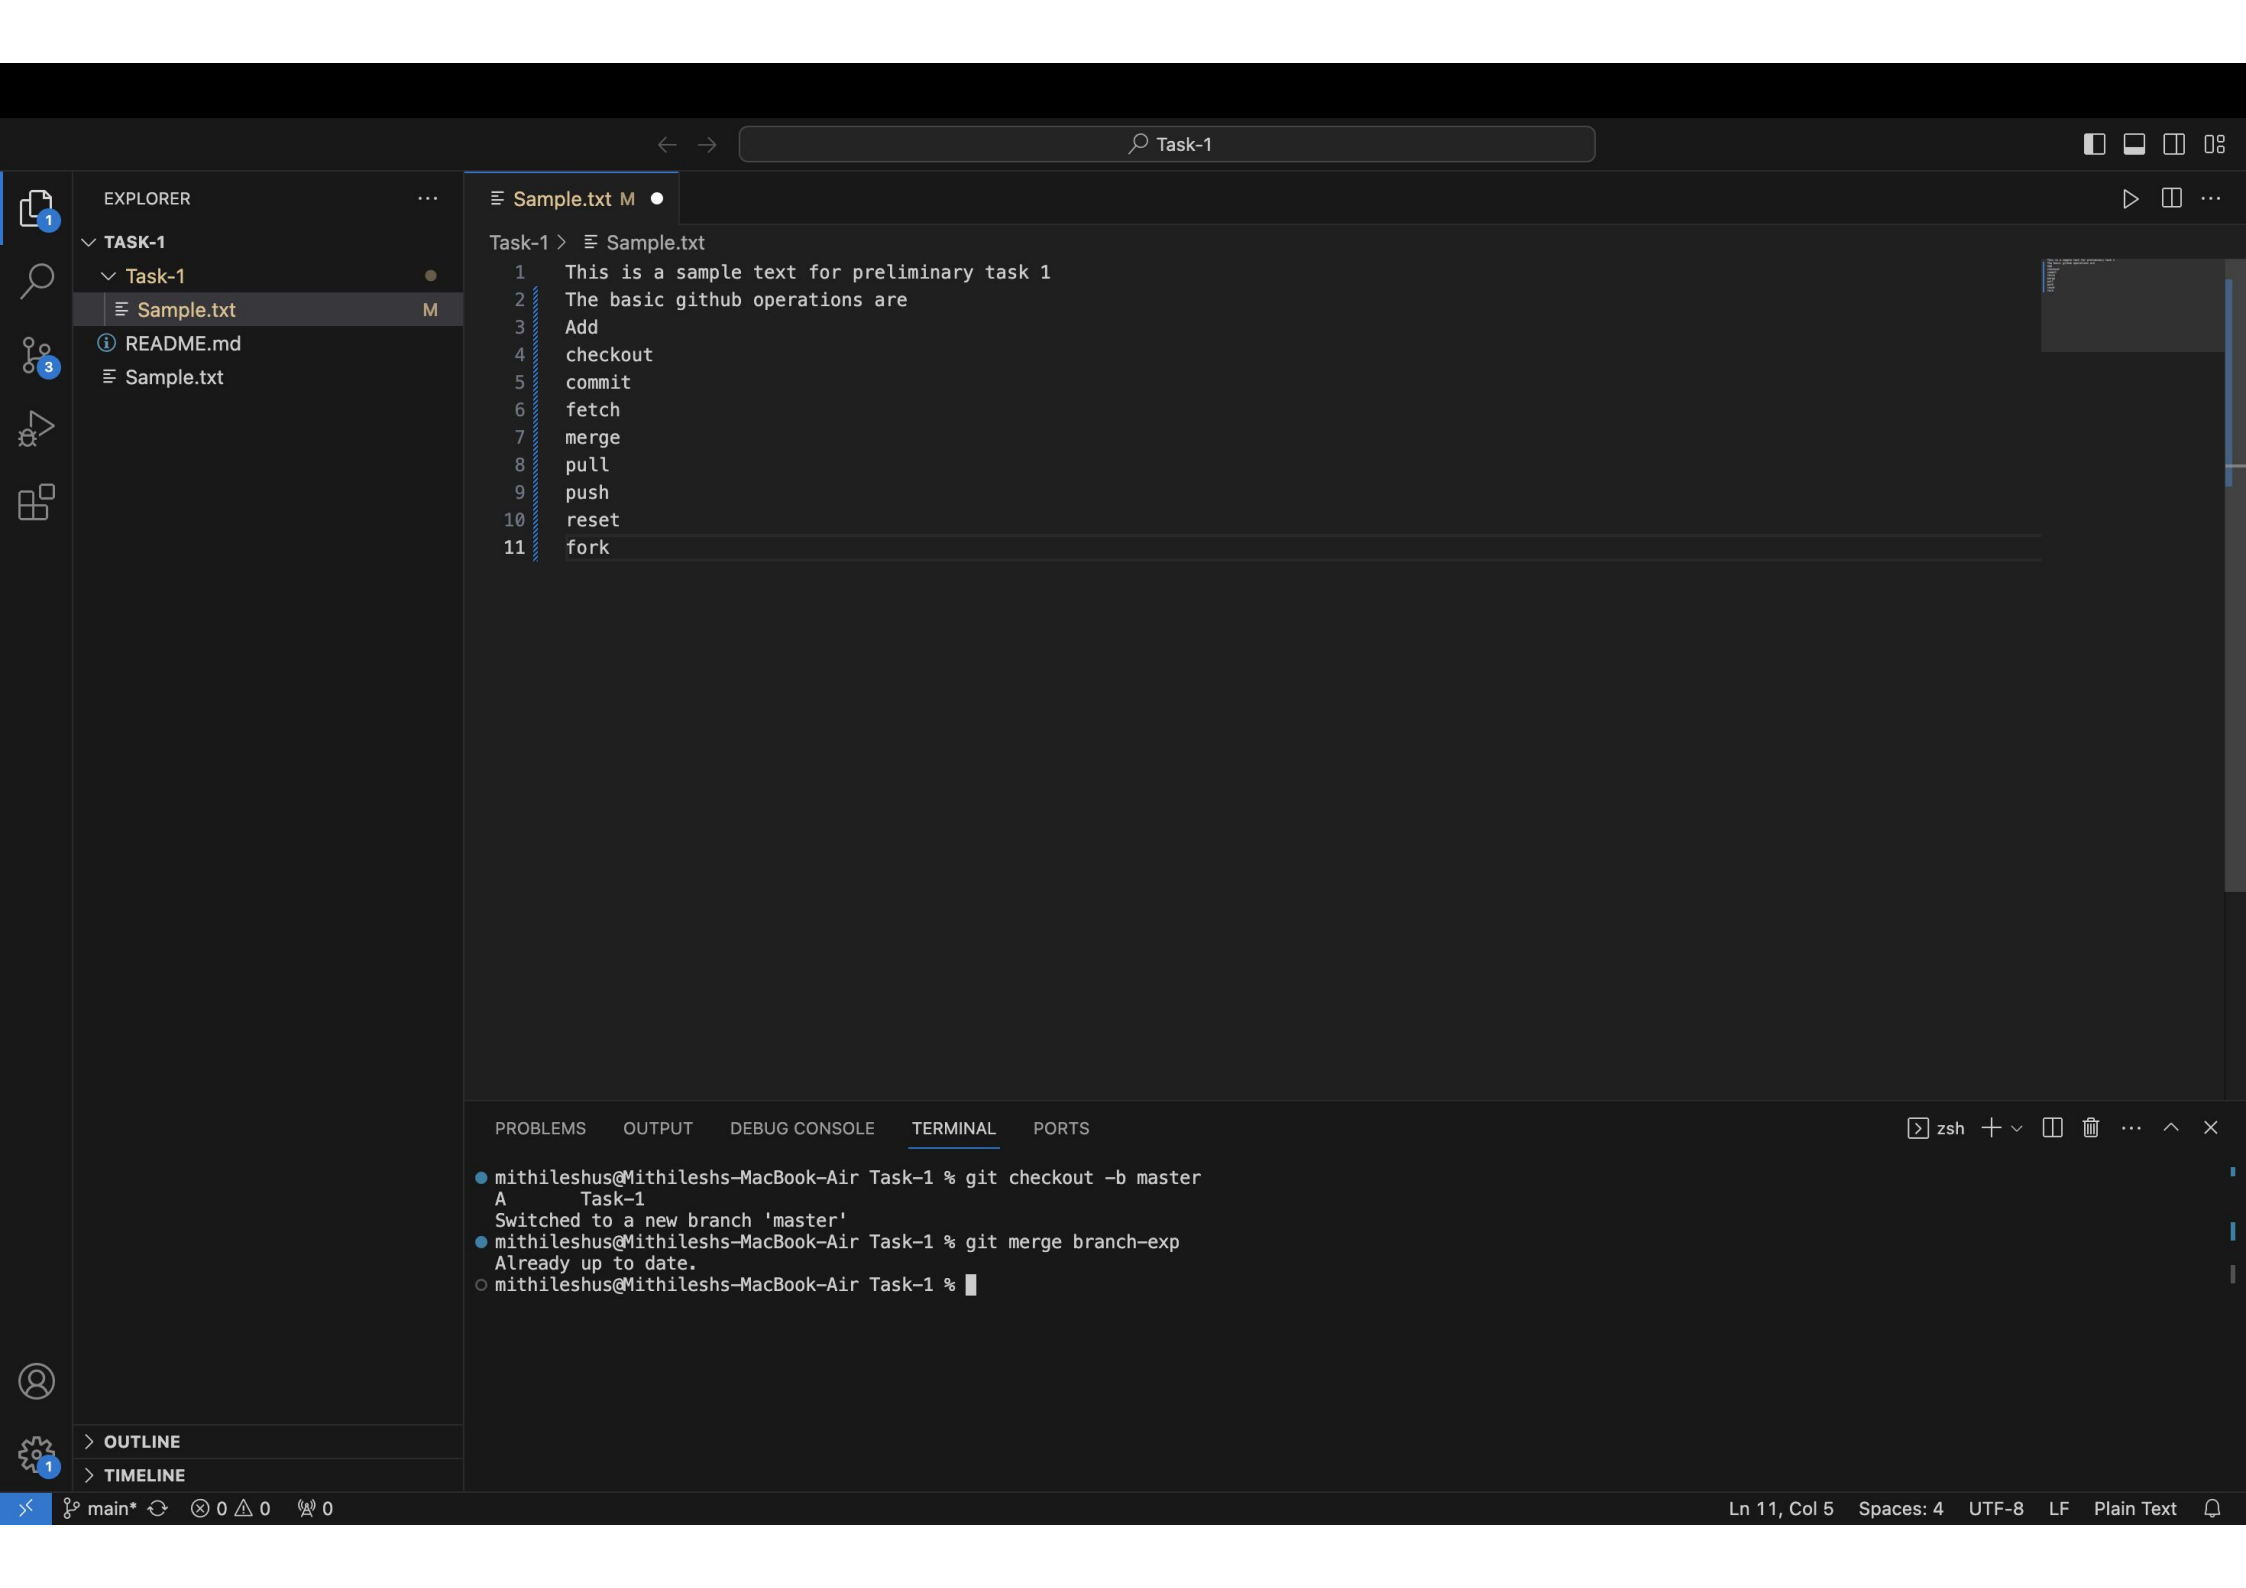 Task-1
EXPLORER
TASK-1
Task-1
Sample.txt M
README.md
Sample.txt
1
3
Sample.txt M
Task-1 > Sample.txt
1 This is a sample text for preliminary task 1
2 The basic github operations are
3 Add
4 checkout
5 commit
6 fetch
7 merge
8 pull
9 push
10 reset
11 fork
PROBLEMS OUTPUT DEBUG CONSOLE TERMINAL PORTS
zsh
mithileshus@Mithileshs-MacBook-Air Task-1 % git checkout -b master
A Task-1
Switched to a new branch 'master'
mithileshus@Mithileshs-MacBook-Air Task-1 % git merge branch-exp
Already up to date.
mithileshus@Mithileshs-MacBook-Air Task-1 %
OUTLINE
TIMELINE
1
main* 0 0 0
Ln 11, Col 5 Spaces: 4 UTF-8 LF Plain Text